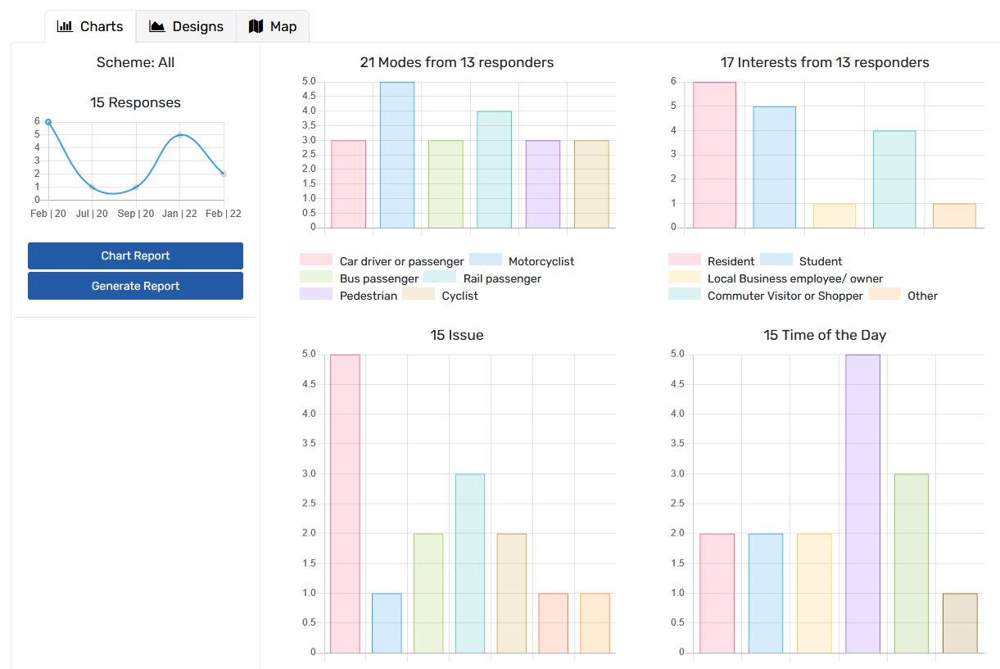 Charts
Designs
Map
Scheme: All
15 Responses
6
5
4
3
2
1
0
Feb | 20 Jul | 20 Sep | 20 Jan | 22 Feb | 22
Chart Report
Generate Report
21 Modes from 13 responders
5.0
4.5
4.0
3.5
3.0
2.5
2.0
1.5
1.0
0.5
0
Car driver or passenger Motorcyclist
Bus passenger Rail passenger
Pedestrian Cyclist
17 Interests from 13 responders
6
5
4
3
2
1
0
Resident Student
Local Business employee/ owner
Commuter Visitor or Shopper Other
15 Issue
5.0
4.5
4.0
3.5
3.0
2.5
2.0
1.5
1.0
0.5
0
15 Time of the Day
5.0
4.5
4.0
3.5
3.0
2.5
2.0
1.5
1.0
0.5
0